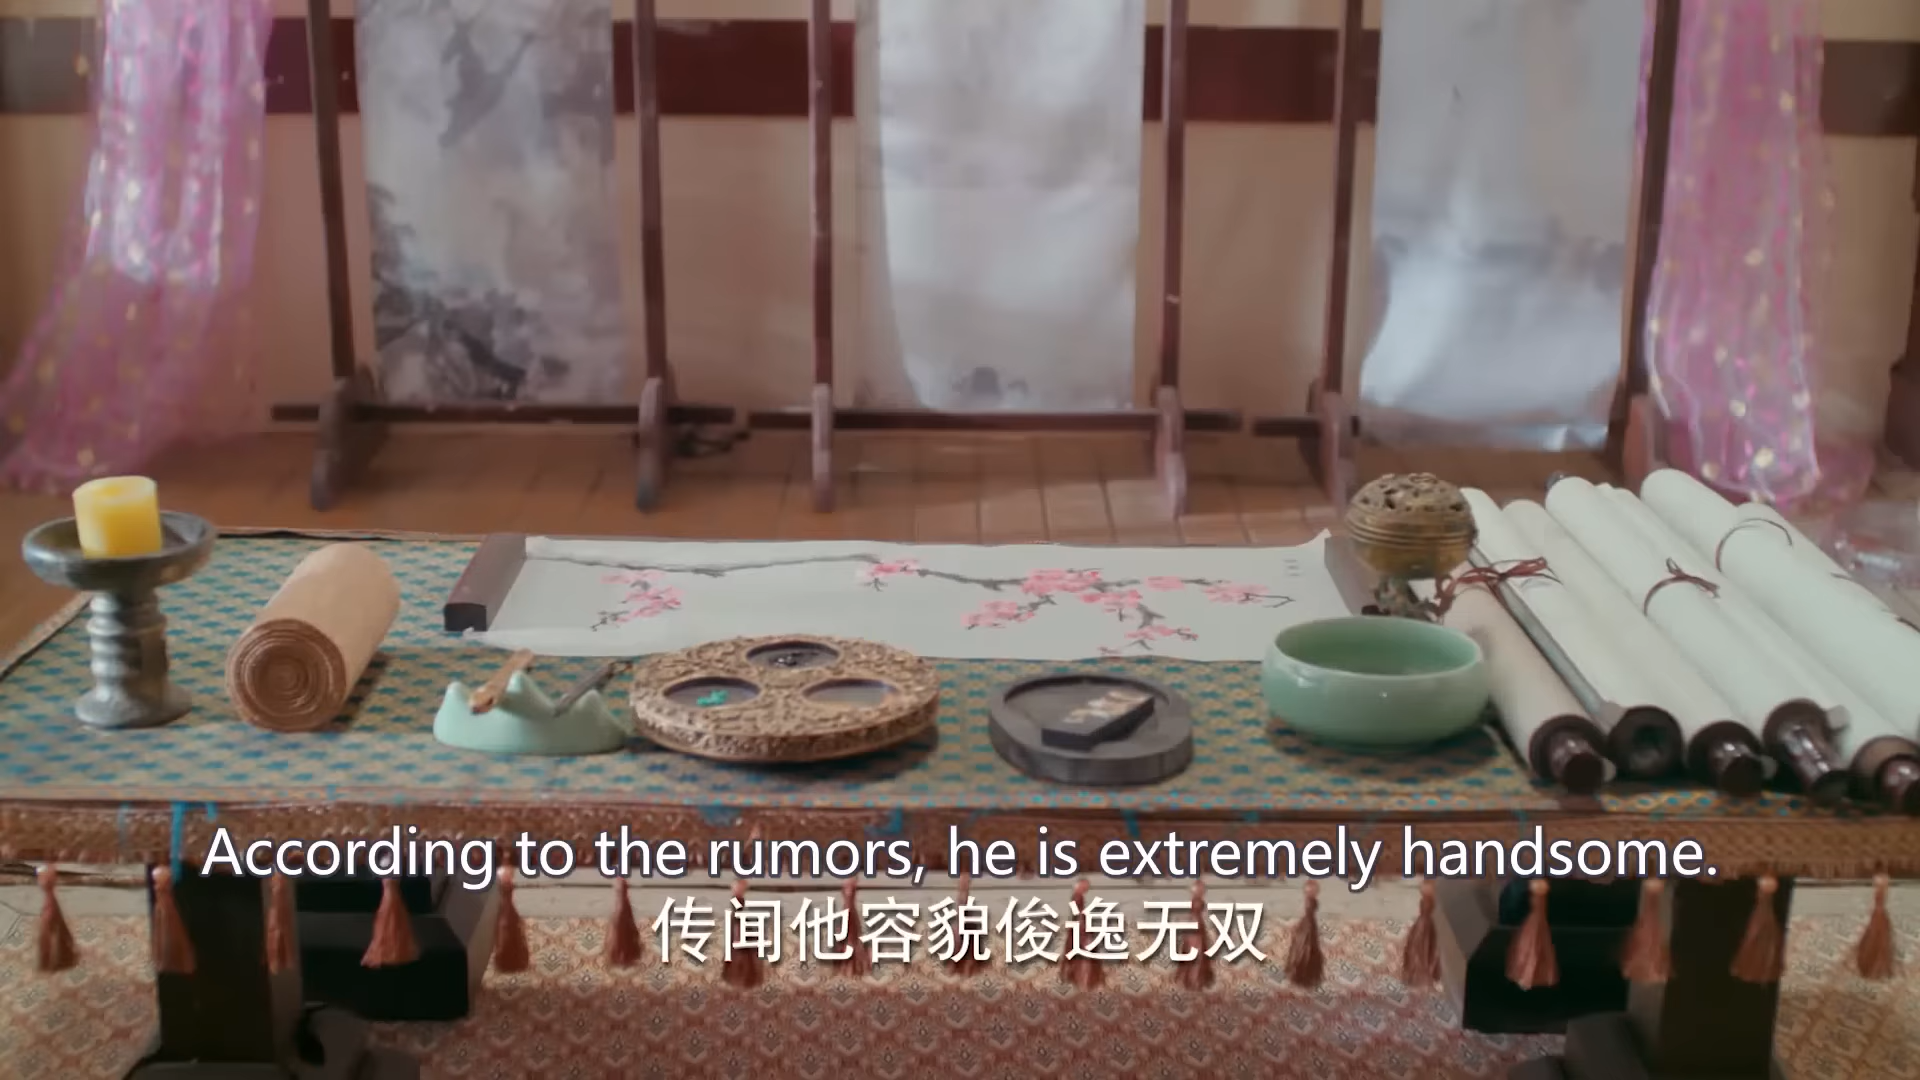 According to the rumors, he is extremely handsome.
传闻他容貌俊逸无双